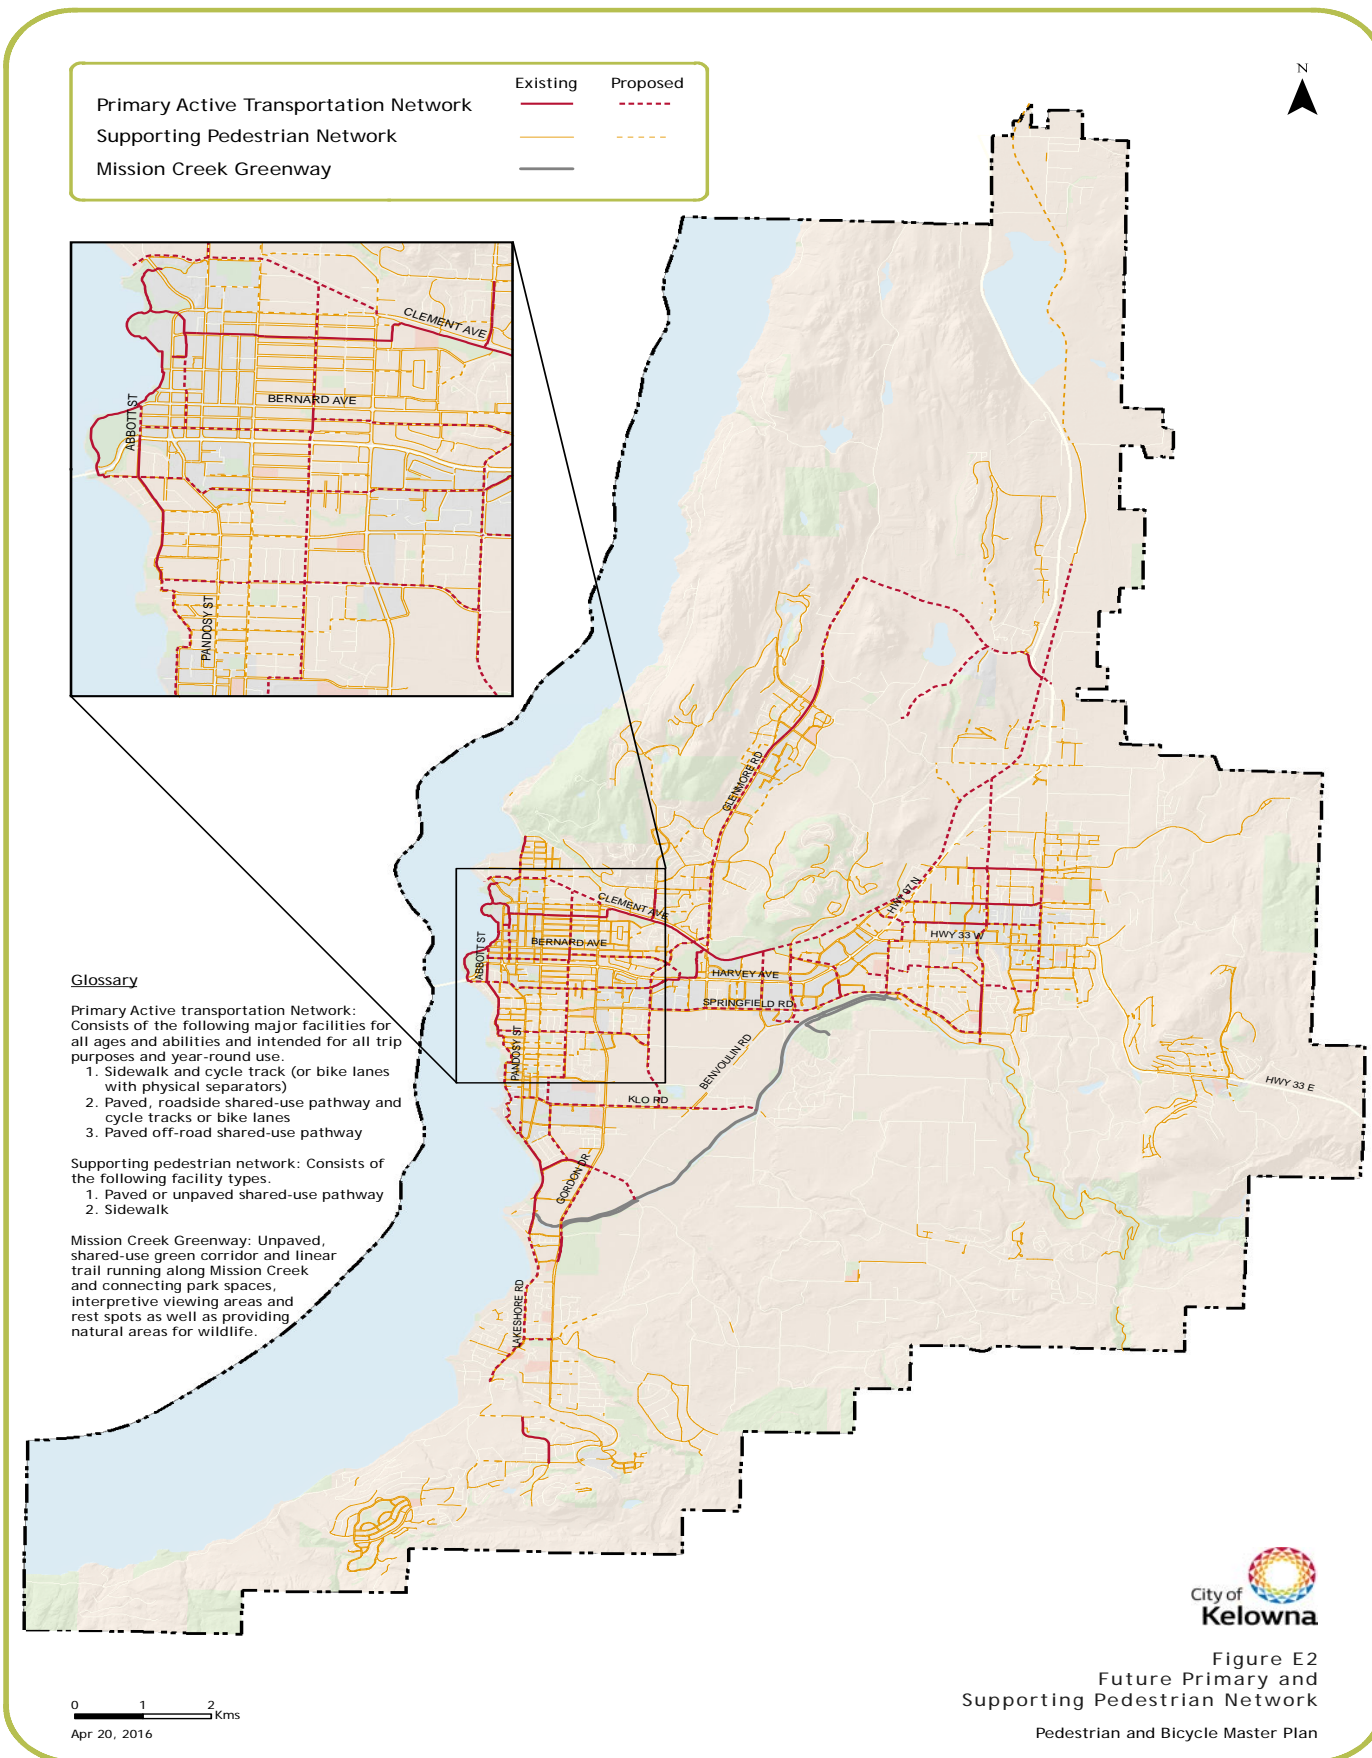 Existing Proposed
Primary Active Transportation Network
Supporting Pedestrian Network
Mission Creek Greenway
N
CLEMENT AVE
BERNARD AVE
ABBOTT ST
PANDOSY ST
GLENMORE RD
CLEMENT AVE
HWY 97 N
BERNARD AVE
HWY 33 W
ABBOTT ST
HARVEY AVE
SPRINGFIELD RD
PANDOSY ST
BENVOULIN RD
HWY 33 E
KLO RD
GORDON DR
LAKESHORE RD
Glossary
Primary Active transportation Network:
Consists of the following major facilities for
all ages and abilities and intended for all trip
purposes and year-round use.
1. Sidewalk and cycle track (or bike lanes
with physical separators)
2. Paved, roadside shared-use pathway and
cycle tracks or bike lanes
3. Paved off-road shared-use pathway
Supporting pedestrian network: Consists of
the following facility types.
1. Paved or unpaved shared-use pathway
2. Sidewalk
Mission Creek Greenway: Unpaved,
shared-use green corridor and linear
trail running along Mission Creek
and connecting park spaces,
interpretive viewing areas and
rest spots as well as providing
natural areas for wildlife.
City of
Kelowna
Figure E2
Future Primary and
Supporting Pedestrian Network
Pedestrian and Bicycle Master Plan
0 1 2
Kms
Apr 20, 2016